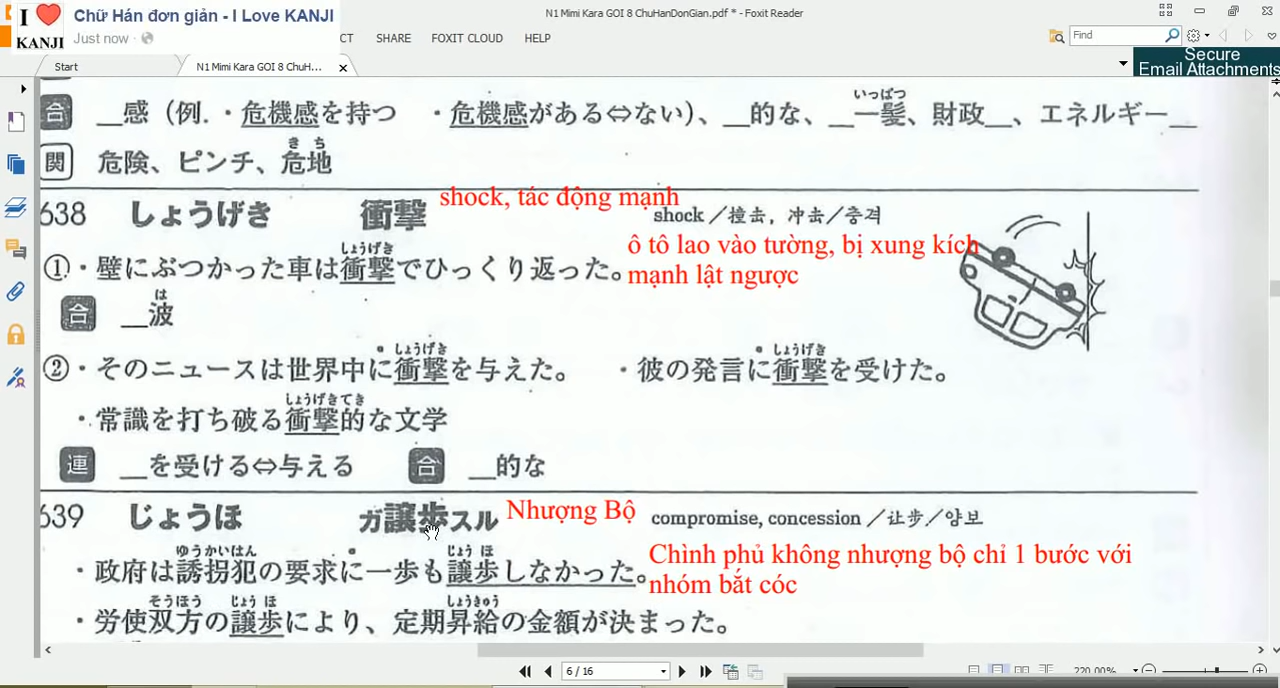 Chữ Hán đơn giản - I Love KANJI
Just now
I ❤ KANJI
N1 Mimi Kara GOI 8 ChuHanDonGian.pdf * - Foxit Reader
CT SHARE FOXIT CLOUD HELP
Find
Start
N1 Mimi Kara GOI 8 ChuH...
Secure
Email Attachments
いっぱつ
合 __感（例．・危機感を持つ ・危機感がある⇔ない）、__的な、__一髪、財政__、エネルギー__
き ち
関 危険、ピンチ、危地
638 しょうげき 衝撃 shock, tác động mạnh
shock／撞击，冲击／충격
しょうげき
①・壁にぶつかった車は衝撃でひっくり返った。
ô tô lao vào tường, bị xung kích
mạnh lật ngược
は
合 __波
しょうげき しょうげき
②・そのニュースは世界中に衝撃を与えた。 ・彼の発言に衝撃を受けた。
しょうげきてき
・常識を打ち破る衝撃的な文学
連 __を受ける⇔与える 合 __的な
639 じょうほ ガ譲歩スル Nhượng Bộ compromise, concession／让步／양보
ゆうかいはん じょう ほ
・政府は誘拐犯の要求に一歩も譲歩しなかった。
Chình phủ không nhượng bộ chỉ 1 bước với
nhóm bắt cóc
そうほう じょう ほ しょうきゅう
・労使双方の譲歩により、定期昇給の金額が決まった。
6 / 16
220.00%